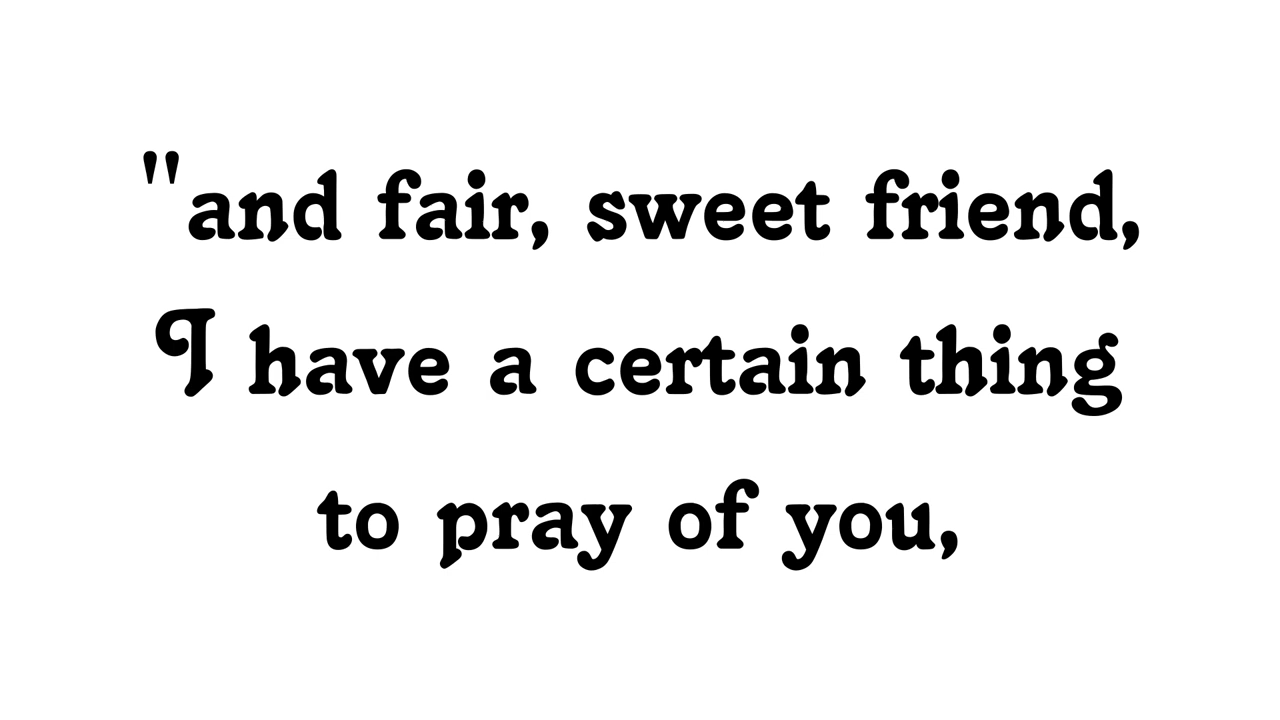 "and fair, sweet friend,
I have a certain thing
to pray of you,